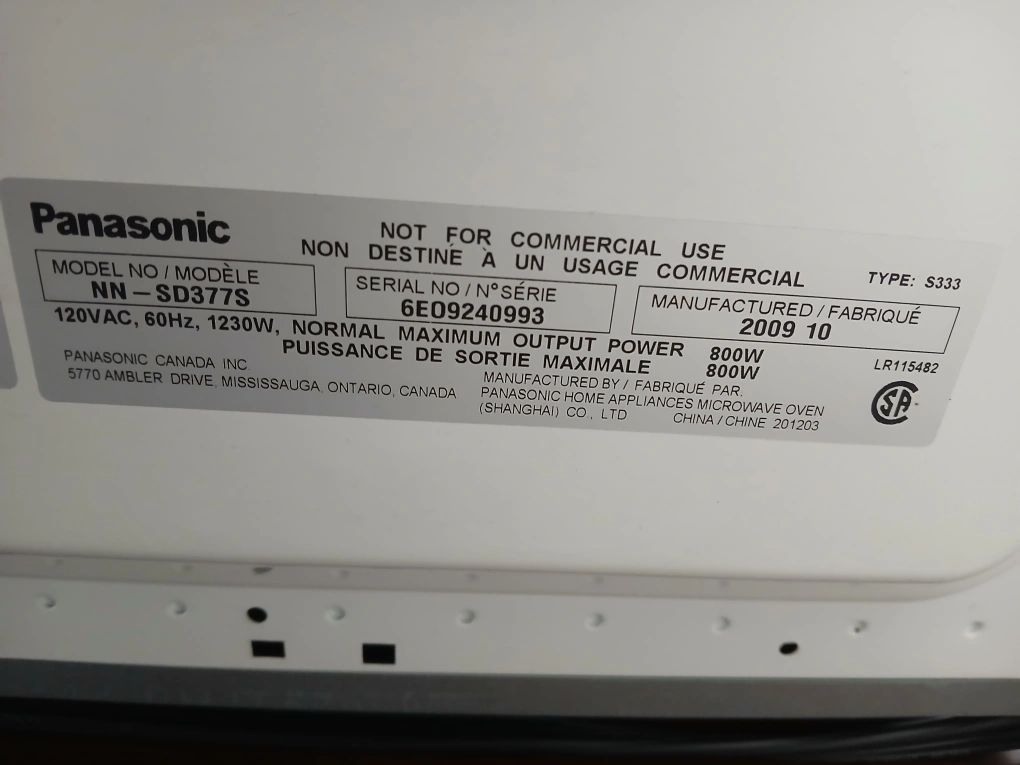 Panasonic
NOT FOR COMMERCIAL USE
NON DESTINÉ À UN USAGE COMMERCIAL
TYPE: S333
MODEL NO / MODÈLE
NN-SD377S
SERIAL NO / N° SÉRIE
6E09240993
MANUFACTURED / FABRIQUÉ
2009 10
120VAC, 60Hz, 1230W, NORMAL MAXIMUM OUTPUT POWER 800W
PUISSANCE DE SORTIE MAXIMALE 800W
LR115482
PANASONIC CANADA INC
5770 AMBLER DRIVE, MISSISSAUGA, ONTARIO, CANADA
MANUFACTURED BY / FABRIQUÉ PAR.
PANASONIC HOME APPLIANCES MICROWAVE OVEN
(SHANGHAI) CO., LTD CHINA / CHINE 201203
SA